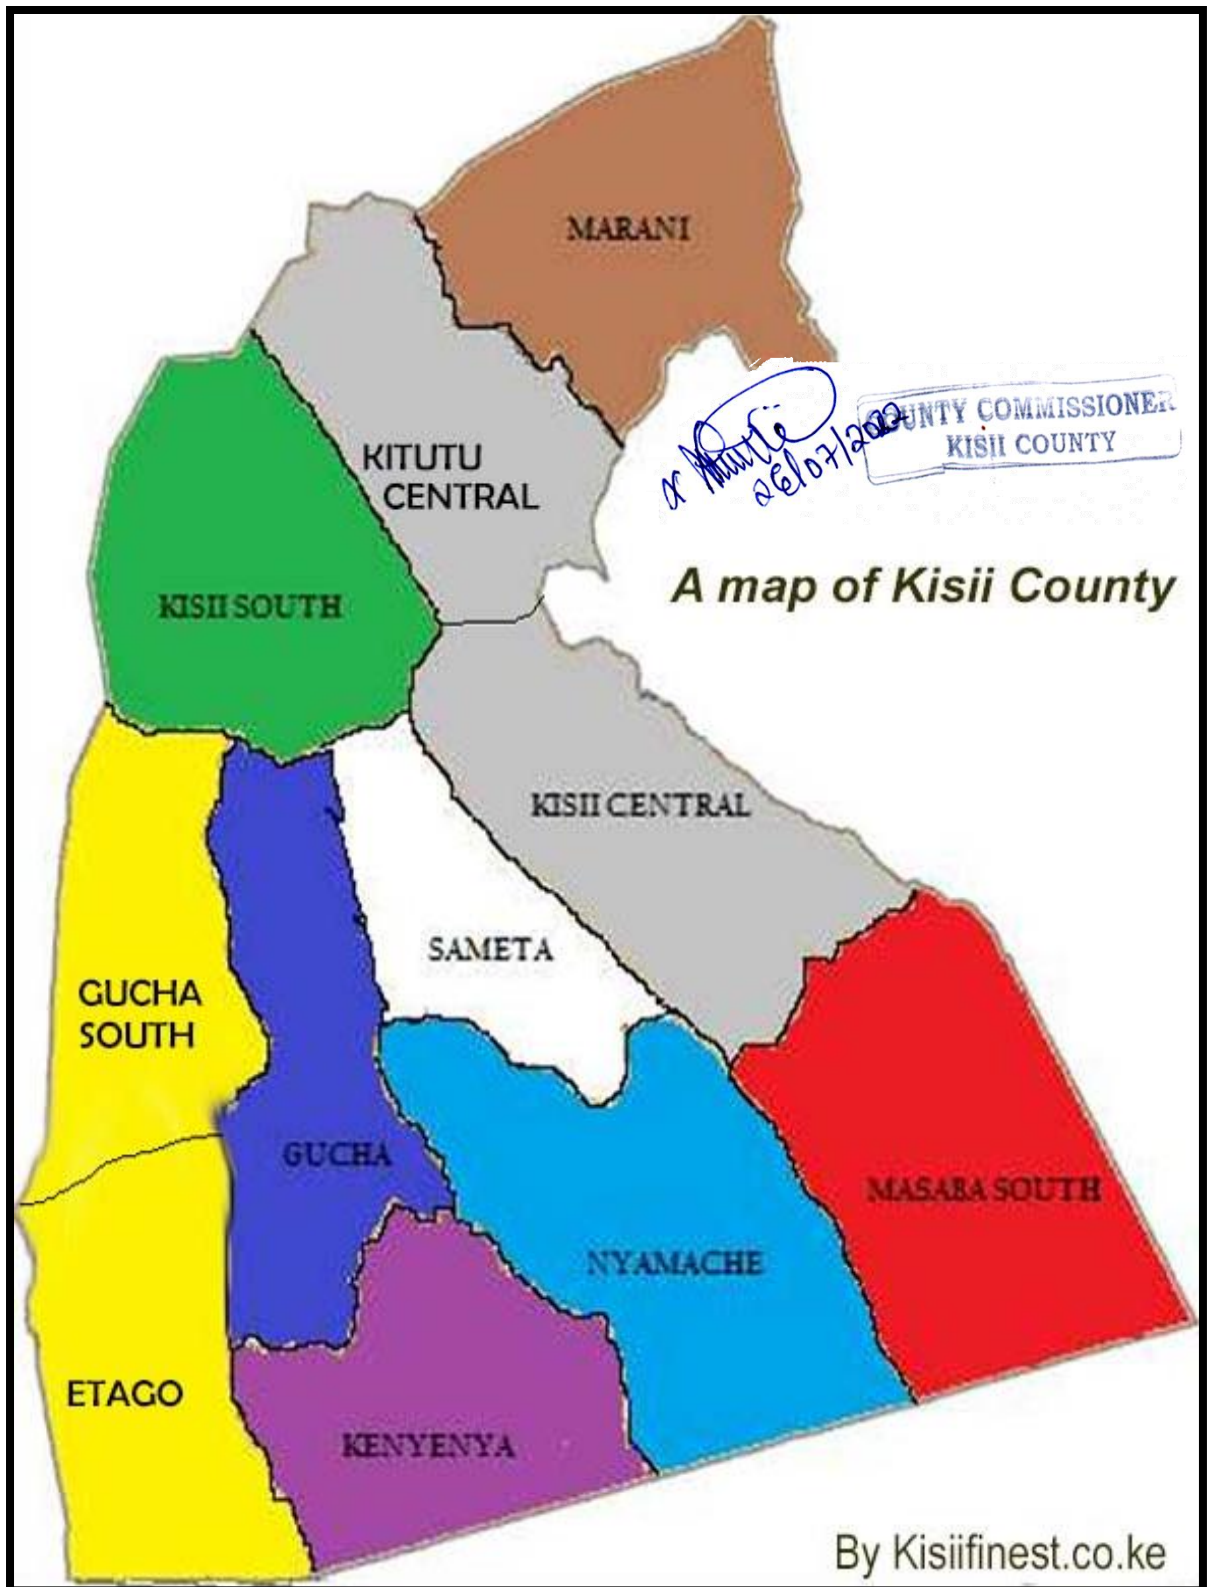 MARANI
COUNTY COMMISSIONER
KISII COUNTY
26/07/2022
KITUTU
CENTRAL
A map of Kisii County
KISII SOUTH
KISII CENTRAL
SAMETA
GUCHA
SOUTH
GUCHA
MASABA SOUTH
NYAMACHE
ETAGO
KENYENYA
By Kisiifinest.co.ke